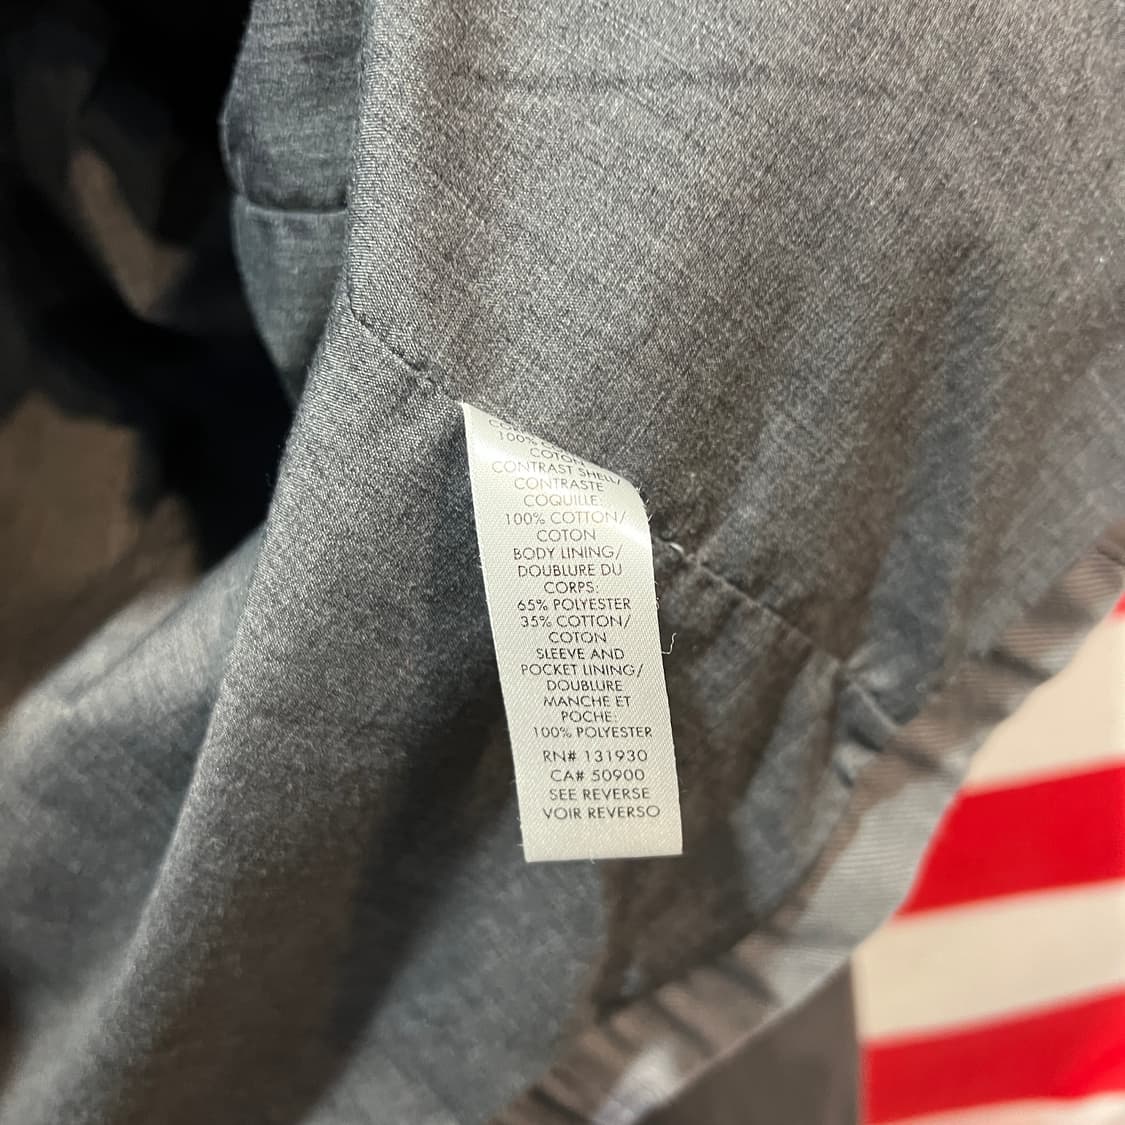 100%
COTON
CONTRAST SHELL/
CONTRASTE
COQUILLE:
100% COTTON/
COTON
BODY LINING/
DOUBLURE DU
CORPS:
65% POLYESTER
35% COTTON/
COTON
SLEEVE AND
POCKET LINING/
DOUBLURE
MANCHE ET
POCHE:
100% POLYESTER
RN# 131930
CA# 50900
SEE REVERSE
VOIR REVERSO